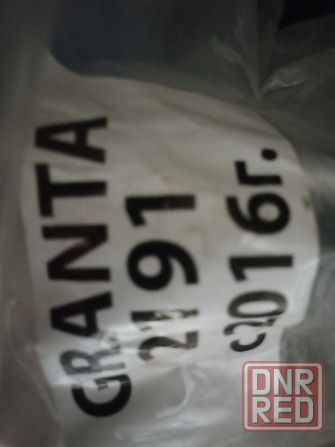 GRANTA
2191
2016г.
DNR
RED